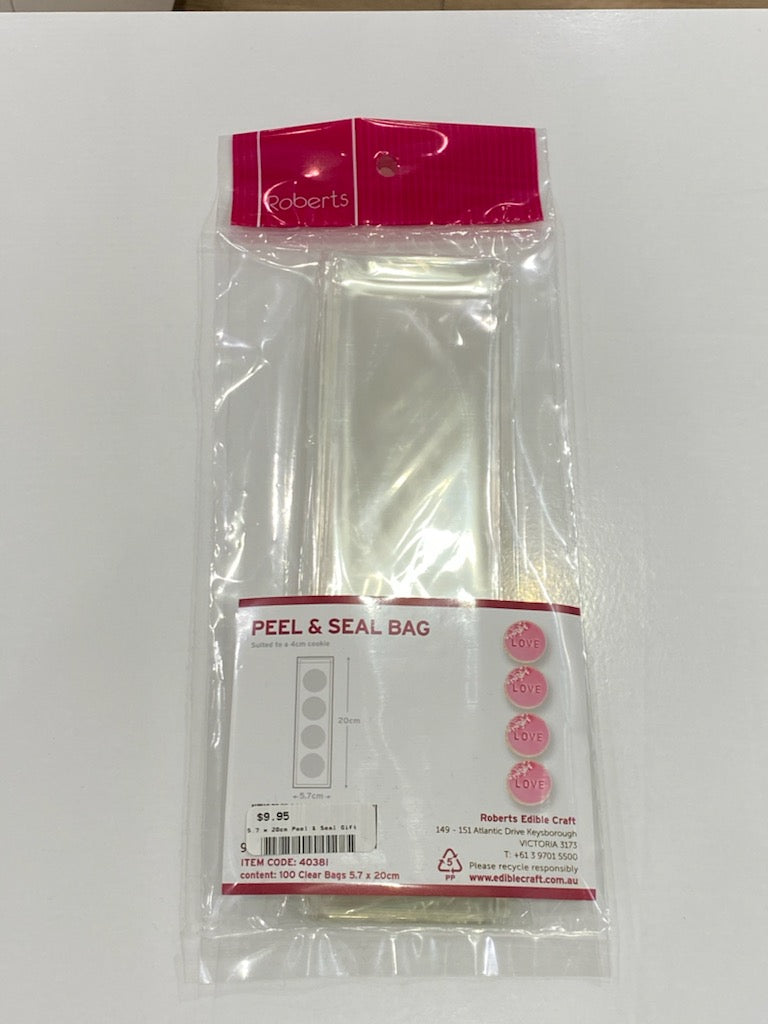 Roberts
PEEL & SEAL BAG
Suited to a 4cm cookie
20cm
5.7cm
LOVE
LOVE
LOVE
LOVE
$9.95
5.7 x 20cm Peel & Seal Gift
9
ITEM CODE: 4038I
content: 100 Clear Bags 5.7 x 20cm
Roberts Edible Craft
149 - 151 Atlantic Drive Keysborough
VICTORIA 3173
T: +61 3 9701 5500
5
PP
Please recycle responsibly
www.ediblecraft.com.au